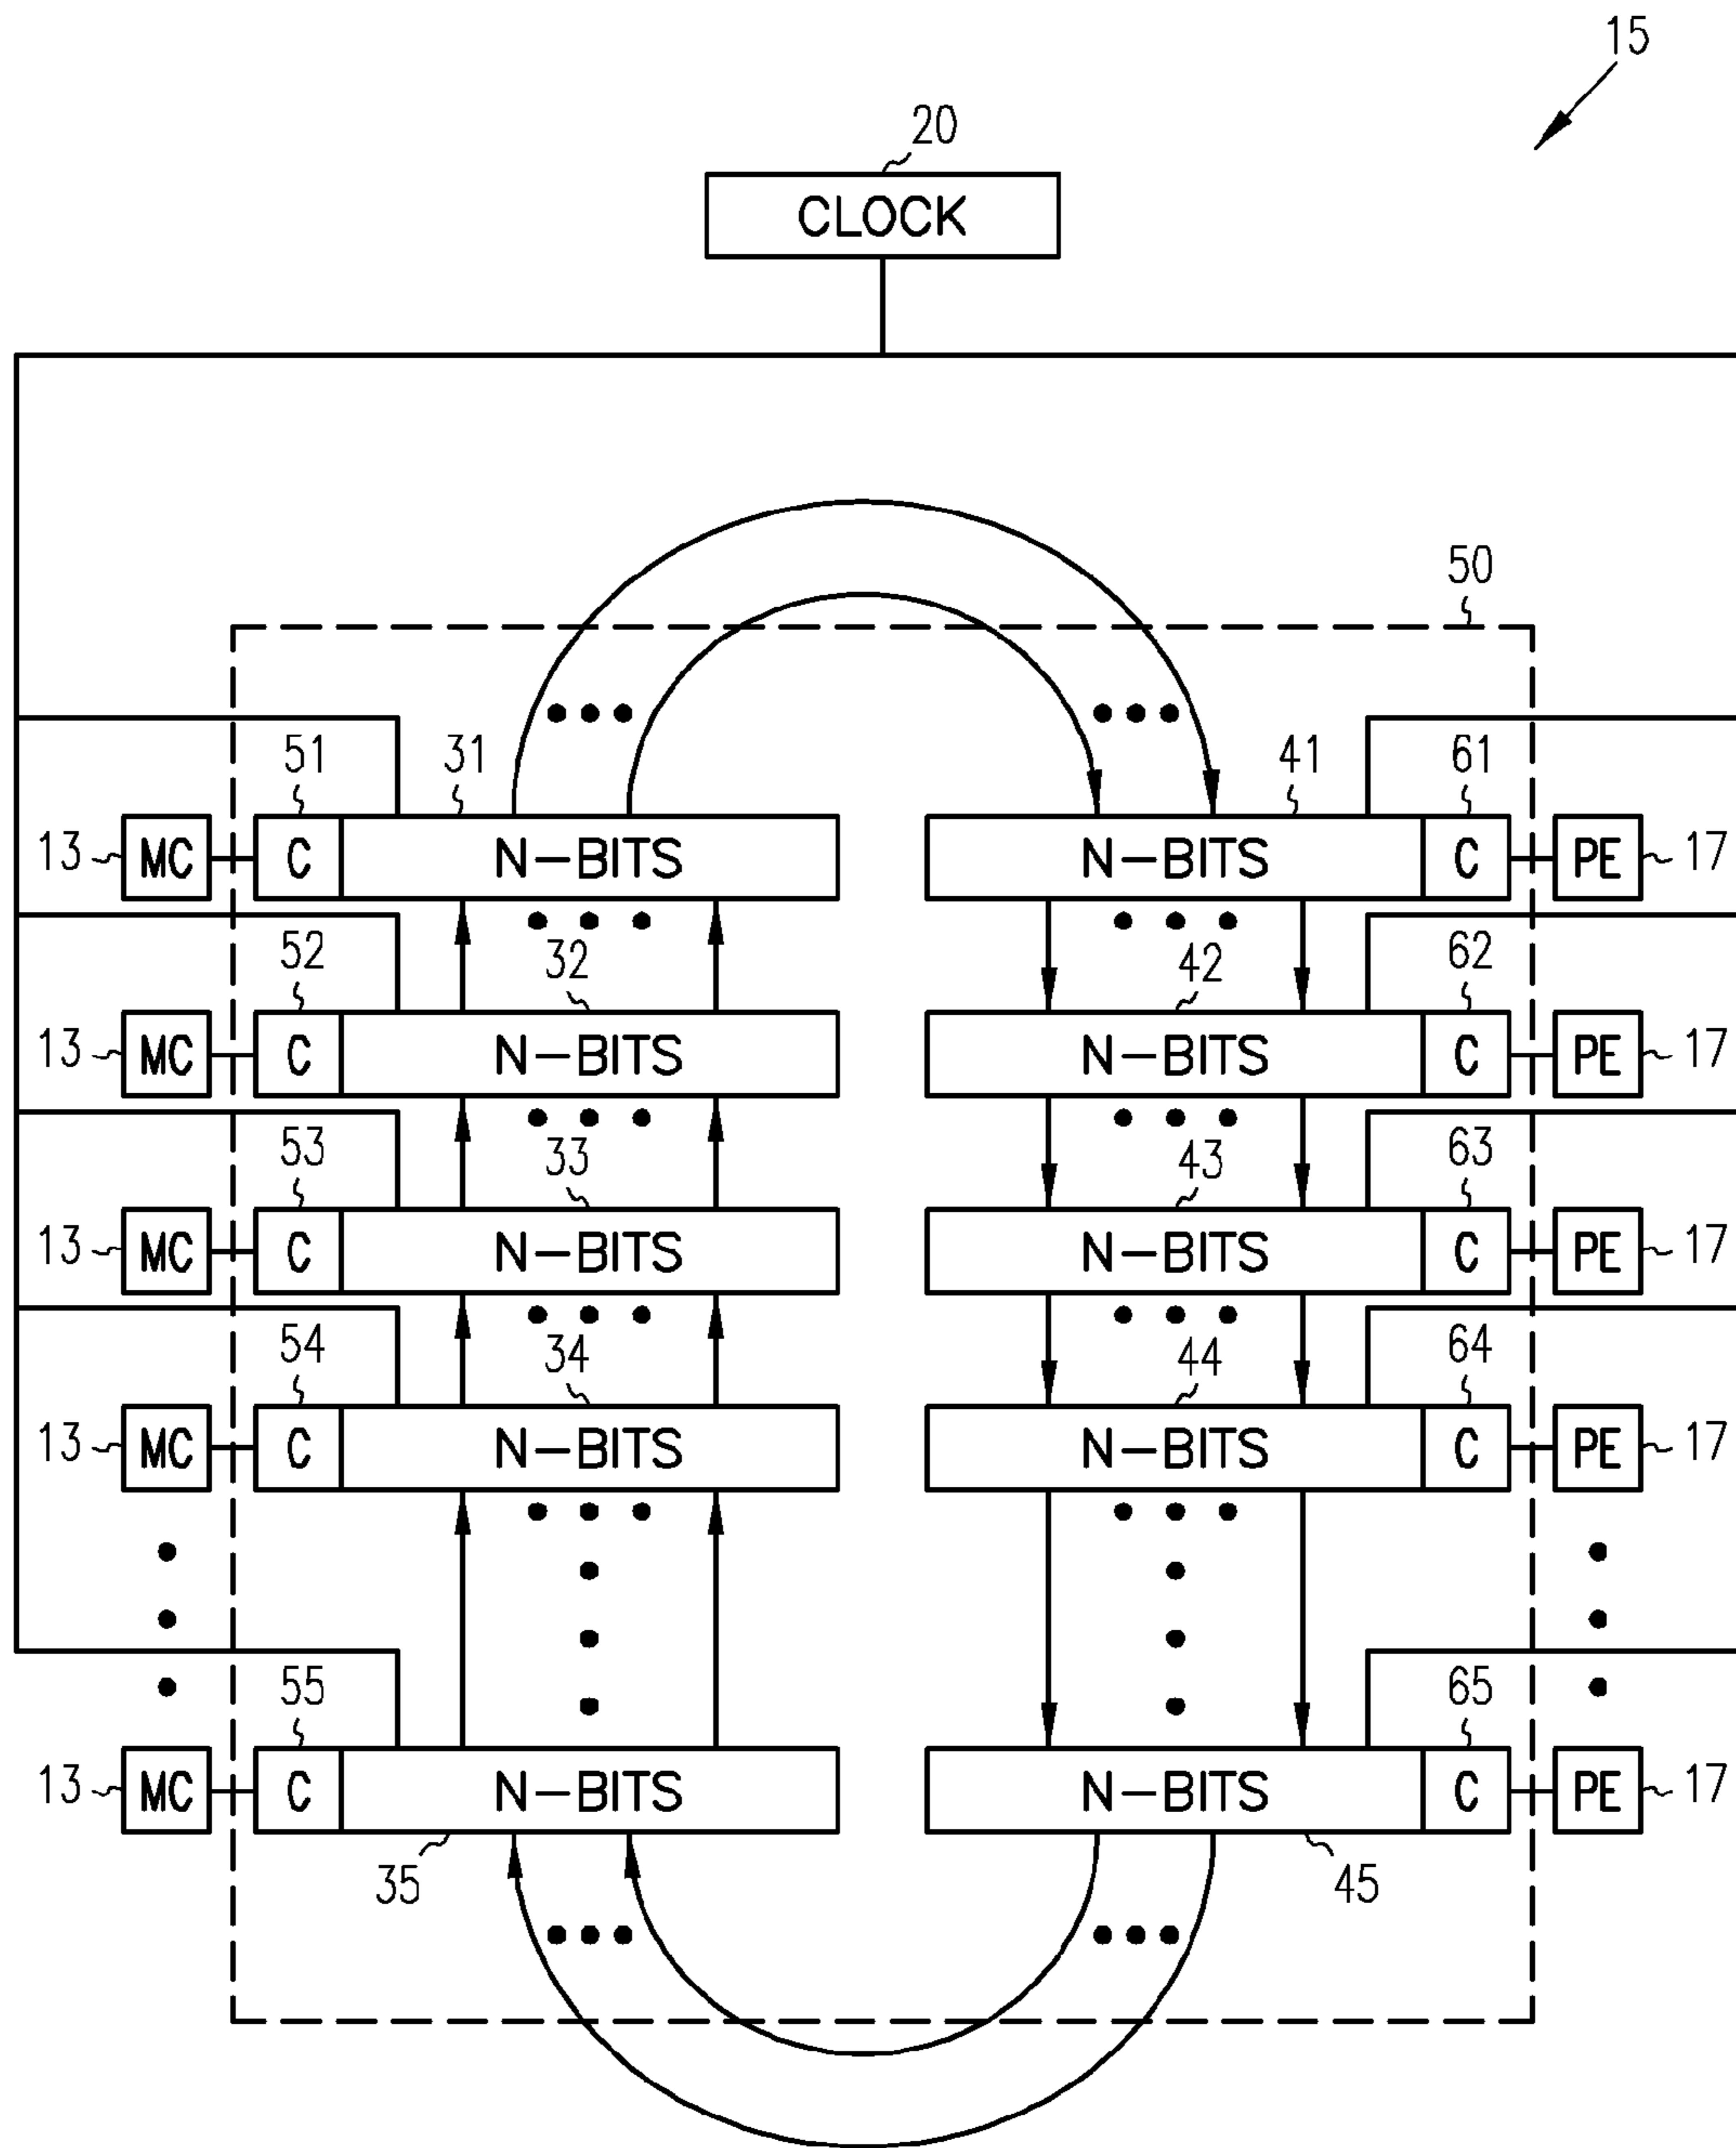 15
20
CLOCK
50
51 31 41 61
13 MC C N-BITS N-BITS C PE 17
52 32 42 62
13 MC C N-BITS N-BITS C PE 17
53 33 43 63
13 MC C N-BITS N-BITS C PE 17
54 34 44 64
13 MC C N-BITS N-BITS C PE 17
55 65
13 MC C N-BITS N-BITS C PE 17
35 45